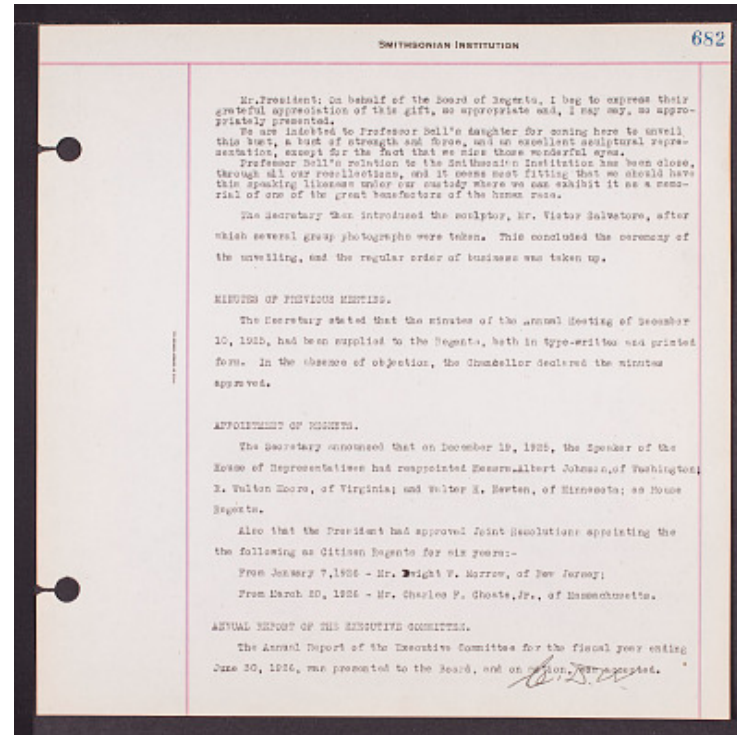 SMITHSONIAN INSTITUTION
682
Mr.President: On behalf of the Board of Regents, I beg to express their
grateful appreciation of this gift, so appropriate and, I may say, so appro-
priately presented.
We are indebted to Professor Bell's daughter for coming here to unveil
this bust, a bust of strength and force, and an excellent sculptural repre-
sentation, except for the fact that we miss those wonderful eyes.
Professor Bell's relation to the Smithsonian Institution has been close,
through all our recollections, and it seems most fitting that we should have
this speaking likeness under our custody where we can exhibit it as a memo-
rial of one of the great benefactors of the human race.
The Secretary then introduced the sculptor, Mr. Victor Salvatore, after
which several group photographs were taken. This concluded the ceremony of
the unveiling, and the regular order of business was taken up.
MINUTES OF PREVIOUS MEETING.
The Secretary stated that the minutes of the annual Meeting of December
10, 1925, had been supplied to the Regents, both in type-written and printed
form. In the absence of objection, the Chancellor declared the minutes
approved.
APPOINTMENT OF REGENTS.
The Secretary announced that on December 19, 1925, the Speaker of the
House of Representatives had reappointed Messrs.Albert Johnson,of Washington;
R. Walton Moore, of Virginia; and Walter H. Newton, of Minnesota; as House
Regents.
Also that the President had approved Joint Resolutions appointing the
the following as Citizen Regents for six years:-
From January 7,1926 - Mr. Dwight W. Morrow, of New Jersey;
From March 20, 1926 - Mr. Charles F. Choate,Jr., of Massachusetts.
ANNUAL REPORT OF THE EXECUTIVE COMMITTEE.
The Annual Report of the Executive Committee for the fiscal year ending
June 30, 1926, was presented to the Board, and on motion, was accepted.